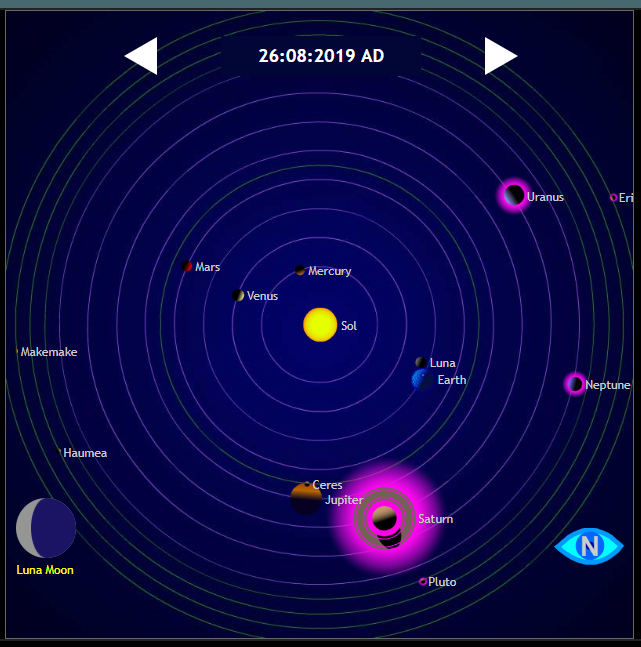 26:08:2019 AD
Uranus
Eri
Mars
Mercury
Venus
Sol
Makemake
Luna
Earth
Neptune
Haumea
Ceres
Jupiter
Saturn
N
Luna Moon
Pluto